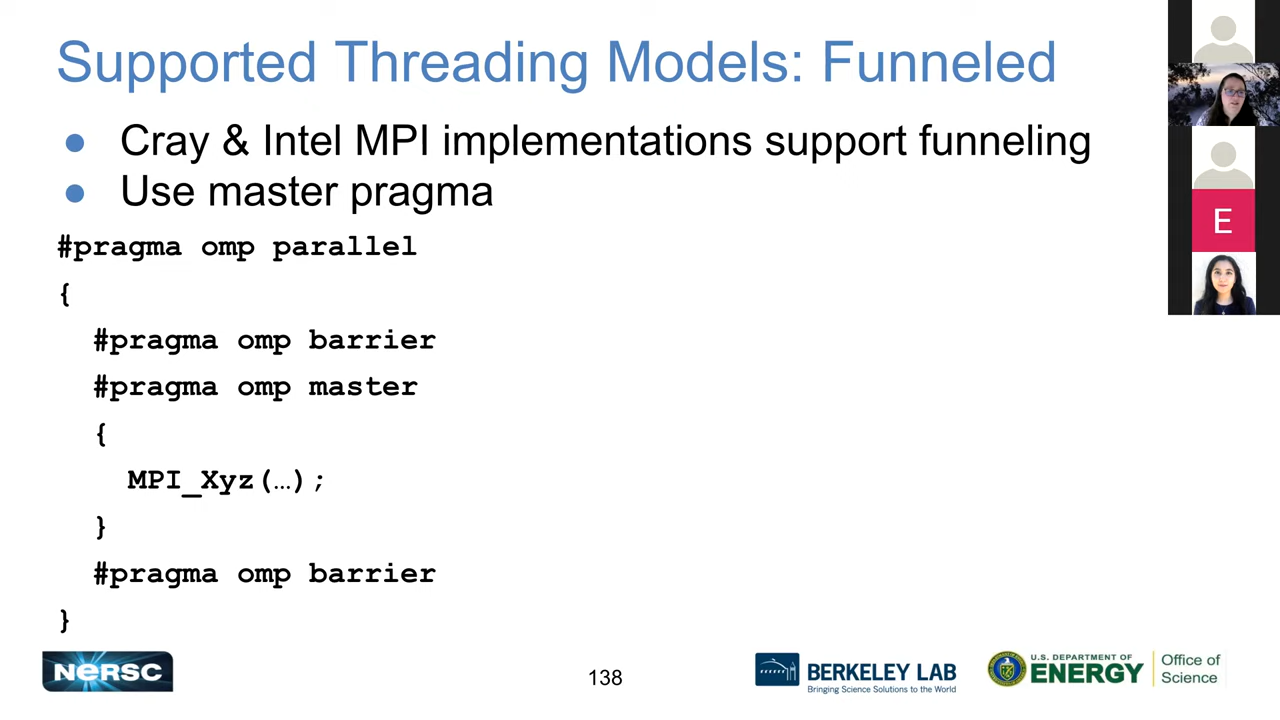 Supported Threading Models: Funneled
● Cray & Intel MPI implementations support funneling
● Use master pragma
#pragma omp parallel
{
#pragma omp barrier
#pragma omp master
{
MPI_Xyz(…);
}
#pragma omp barrier
}
E
NERSC
138
BERKELEY LAB
Bringing Science Solutions to the World
U.S. DEPARTMENT OF
ENERGY
Office of
Science